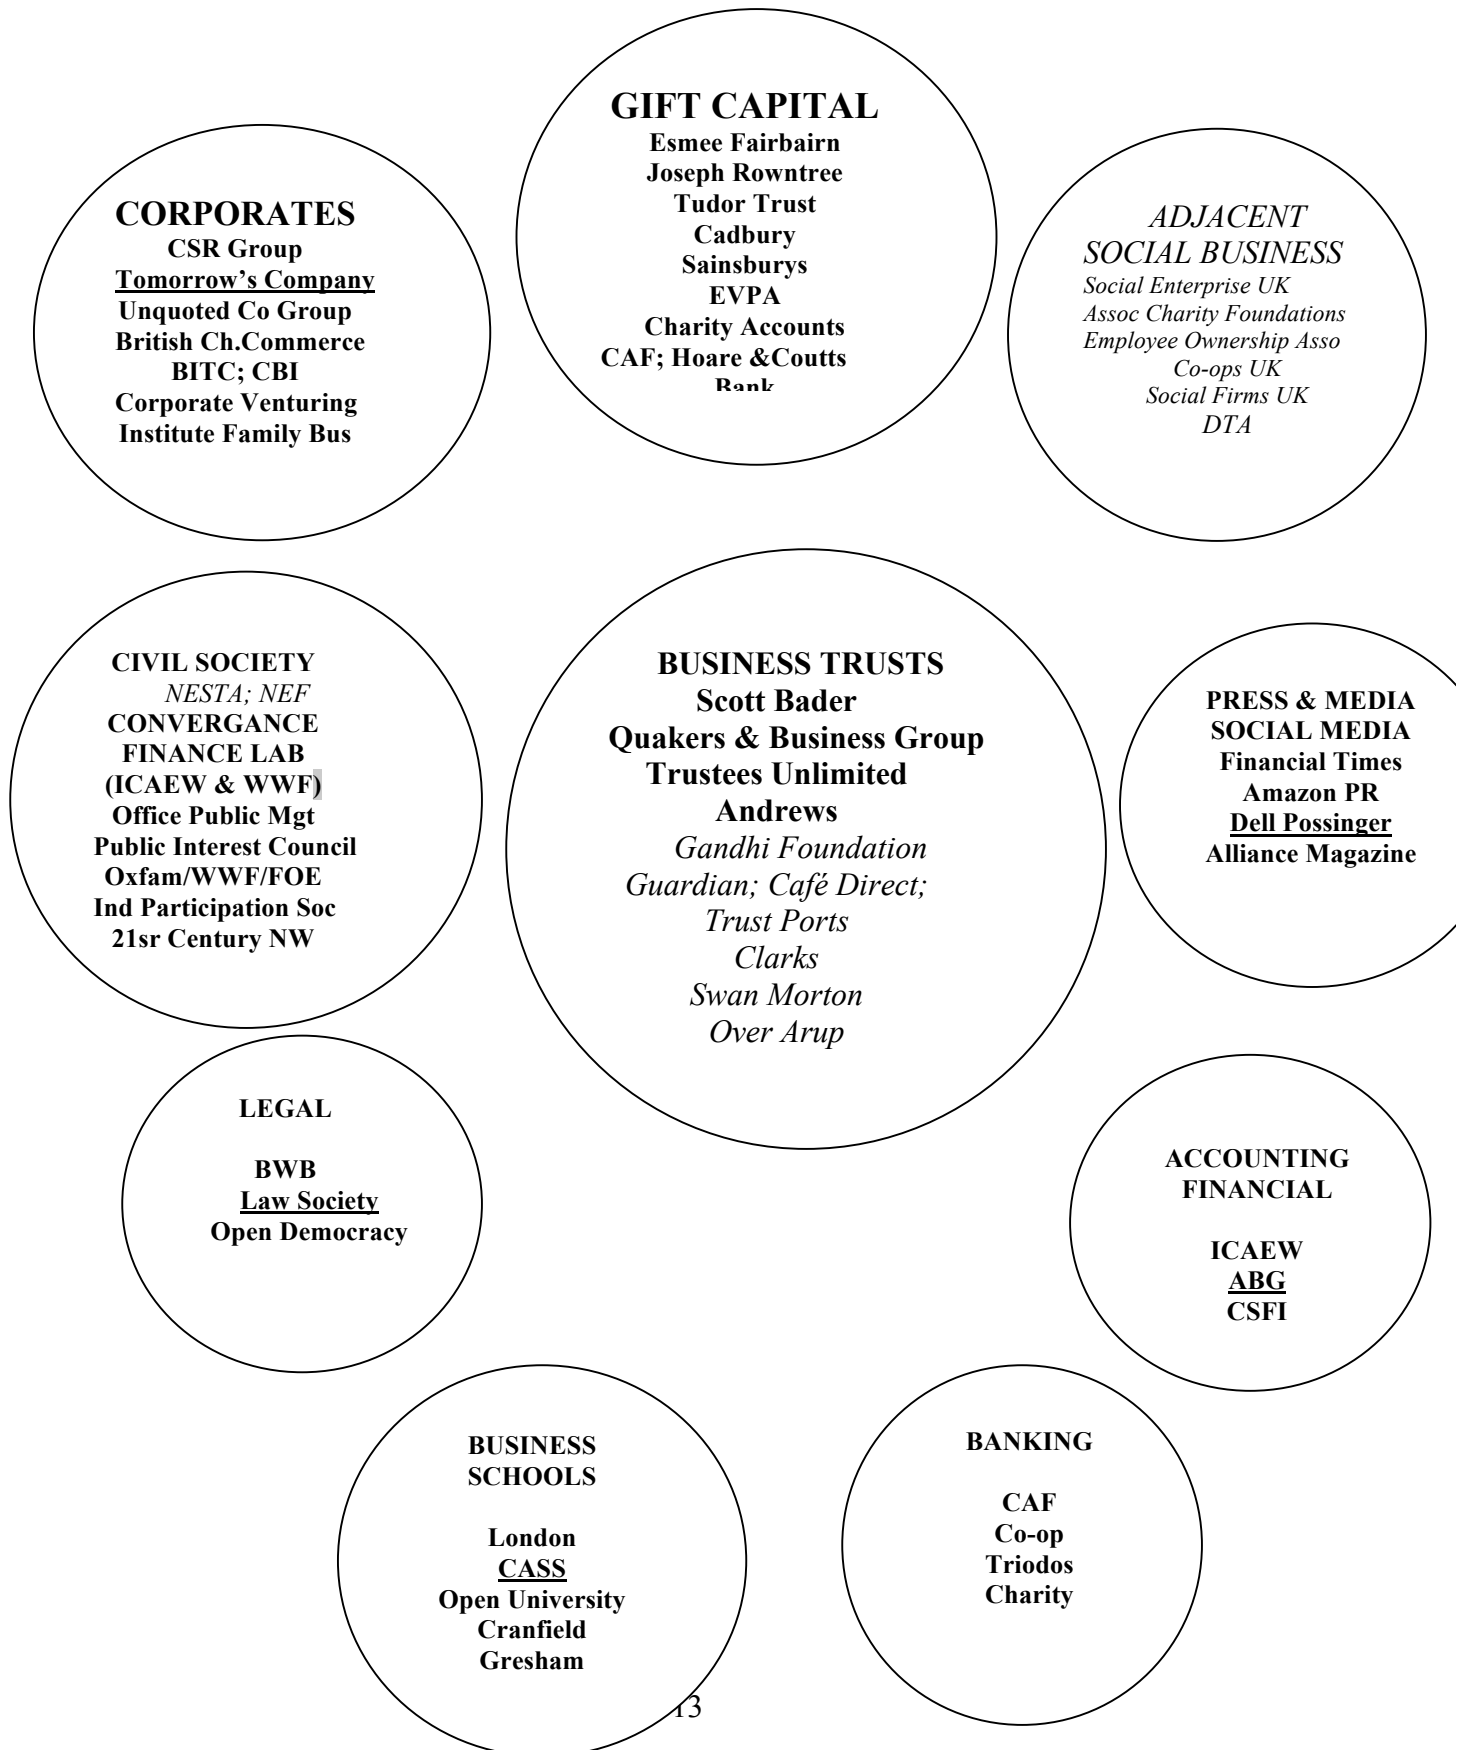 GIFT CAPITAL
Esmee Fairbairn
Joseph Rowntree
Tudor Trust
Cadbury
Sainsburys
EVPA
Charity Accounts
CAF; Hoare &Coutts
Bank
CORPORATES
CSR Group
Tomorrow’s Company
Unquoted Co Group
British Ch.Commerce
BITC; CBI
Corporate Venturing
Institute Family Bus
ADJACENT
SOCIAL BUSINESS
Social Enterprise UK
Assoc Charity Foundations
Employee Ownership Asso
Co-ops UK
Social Firms UK
DTA
CIVIL SOCIETY
NESTA; NEF
CONVERGANCE
FINANCE LAB
(ICAEW & WWF)
Office Public Mgt
Public Interest Council
Oxfam/WWF/FOE
Ind Participation Soc
21sr Century NW
BUSINESS TRUSTS
Scott Bader
Quakers & Business Group
Trustees Unlimited
Andrews
Gandhi Foundation
Guardian; Café Direct;
Trust Ports
Clarks
Swan Morton
Over Arup
PRESS & MEDIA
SOCIAL MEDIA
Financial Times
Amazon PR
Dell Possinger
Alliance Magazine
LEGAL
BWB
Law Society
Open Democracy
ACCOUNTING
FINANCIAL
ICAEW
ABG
CSFI
BUSINESS
SCHOOLS
London
CASS
Open University
Cranfield
Gresham
BANKING
CAF
Co-op
Triodos
Charity
13